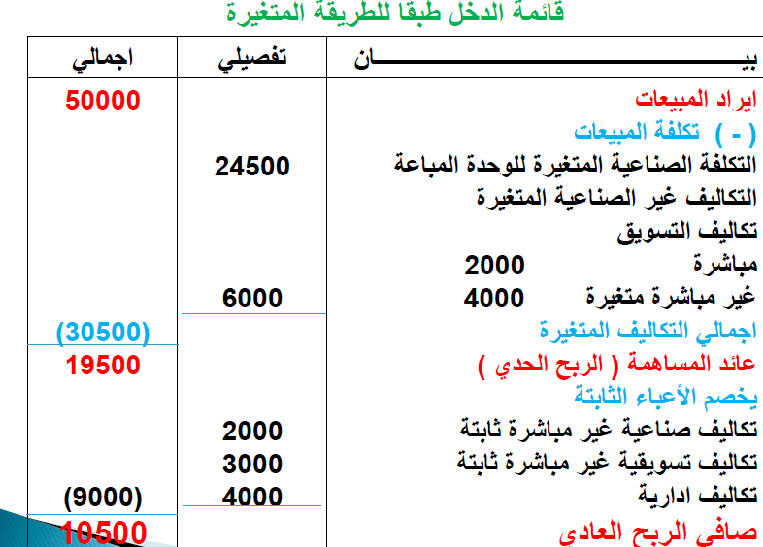 قائمة الدخل طبقا للطريقة المتغيرة
بيـــــــــــــــــــــــــــــان تفصيلي اجمالي
ايراد المبيعات 50000
( - ) تكلفة المبيعات
التكلفة الصناعية المتغيرة للوحدة المباعة 24500
التكاليف غير الصناعية المتغيرة
تكاليف التسويق
مباشرة 2000
غير مباشرة متغيرة 4000 6000
اجمالي التكاليف المتغيرة (30500)
عائد المساهمة ( الربح الحدي ) 19500
يخصم الأعباء الثابتة
تكاليف صناعية غير مباشرة ثابتة 2000
تكاليف تسويقية غير مباشرة ثابتة 3000
تكاليف ادارية 4000 (9000)
صافي الربح العادي 10500